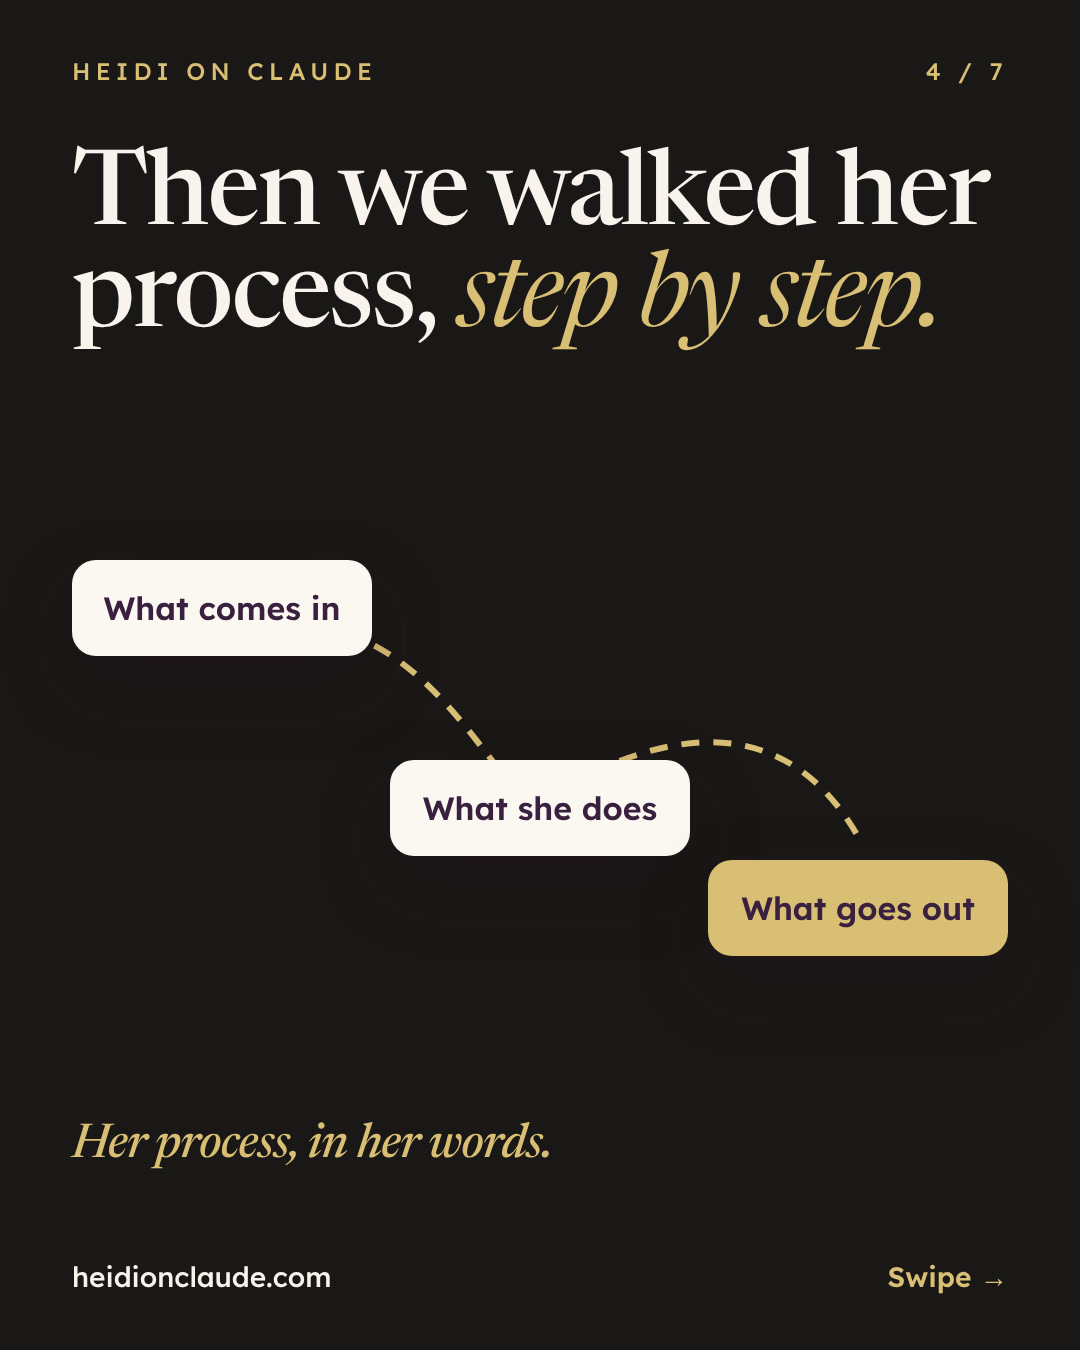 HEIDI ON CLAUDE
4 / 7
Then we walked her
process, step by step.
What comes in
What she does
What goes out
Her process, in her words.
heidionclaude.com
Swipe →